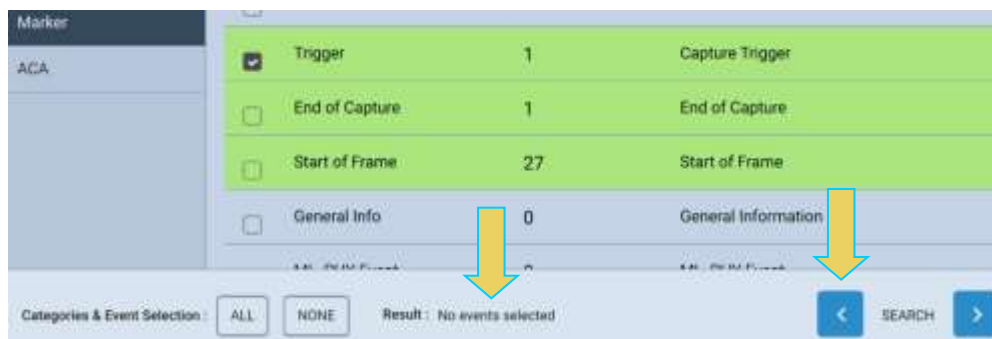 Marker
ACA
Trigger 1 Capture Trigger
End of Capture 1 End of Capture
Start of Frame 27 Start of Frame
General Info 0 General Information
Categories & Event Selection : ALL NONE Result : No events selected < SEARCH >